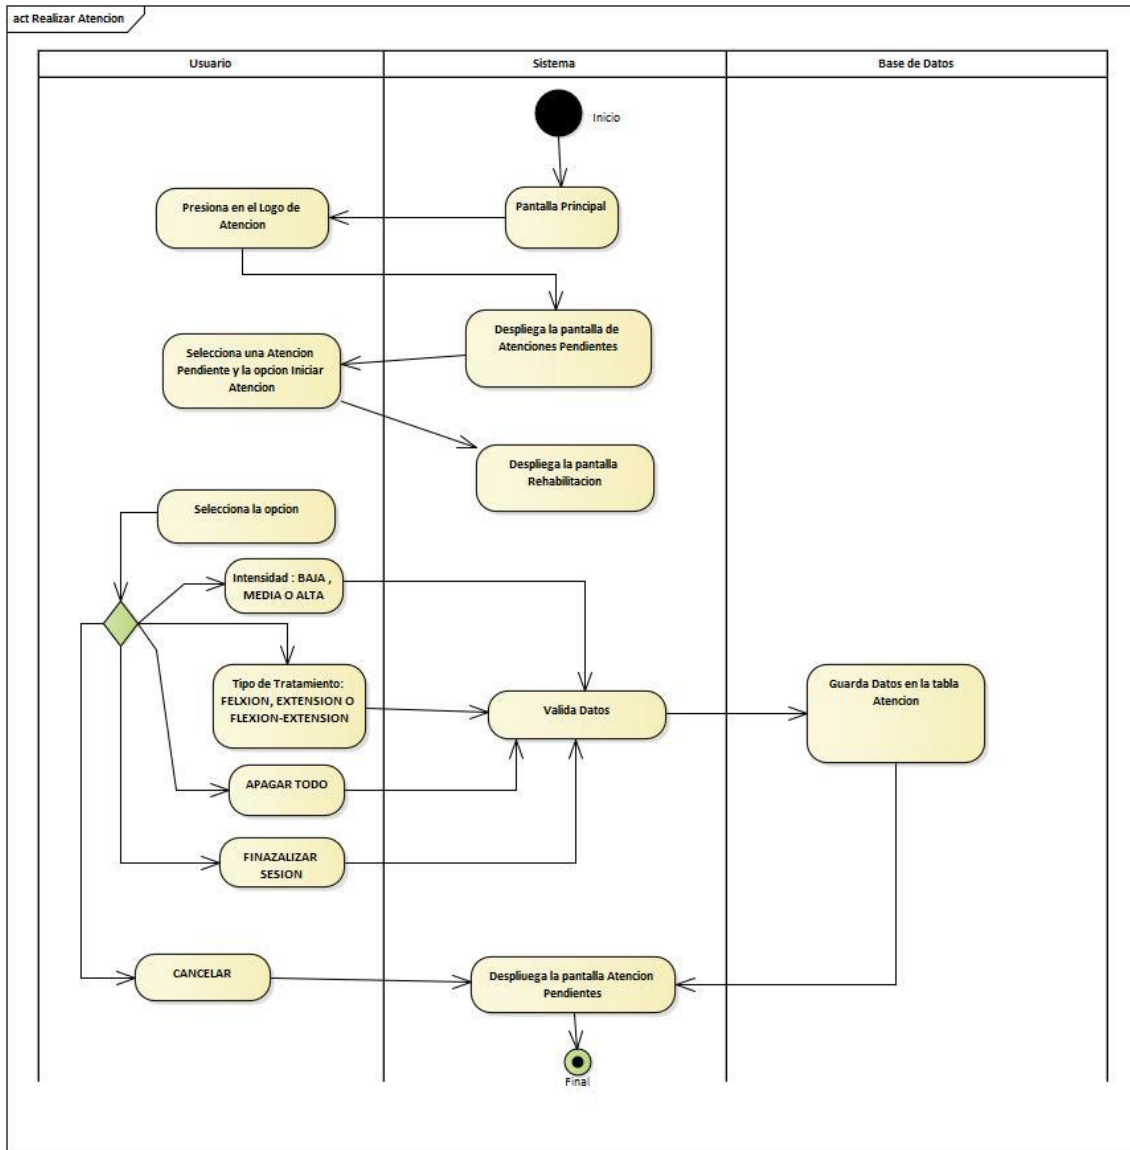 act Realizar Atencion
Usuario
Sistema
Base de Datos
Inicio
Presiona en el Logo de
Atencion
Pantalla Principal
Despliega la pantalla de
Atenciones Pendientes
Selecciona una Atencion
Pendiente y la opcion Iniciar
Atencion
Despliega la pantalla
Rehabilitacion
Selecciona la opcion
Intensidad : BAJA ,
MEDIA O ALTA
Tipo de Tratamiento:
FELXION, EXTENSION O
FLEXION-EXTENSION
Valida Datos
Guarda Datos en la tabla
Atencion
APAGAR TODO
FINAZALIZAR
SESION
CANCELAR
Despliuega la pantalla Atencion
Pendientes
Final